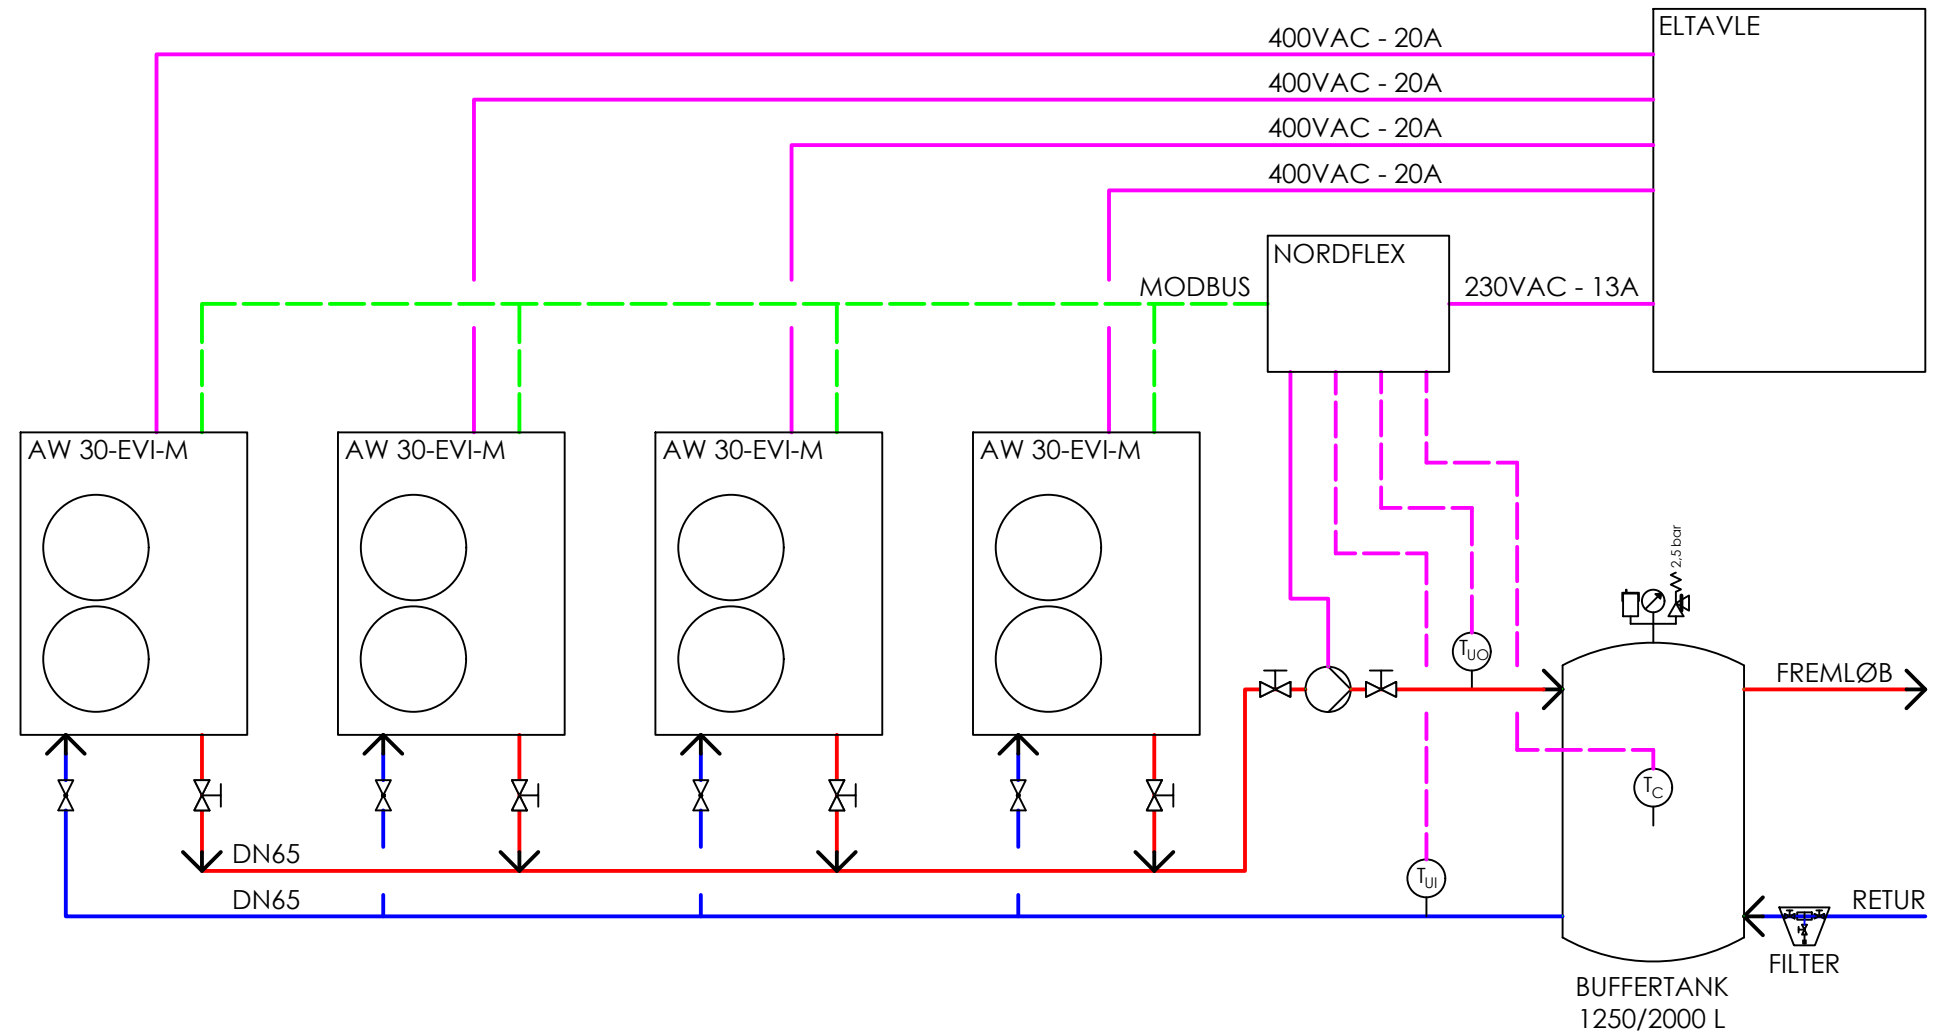 ELTAVLE
400VAC - 20A
400VAC - 20A
400VAC - 20A
400VAC - 20A
NORDFLEX
MODBUS
230VAC - 13A
AW 30-EVI-M
AW 30-EVI-M
AW 30-EVI-M
AW 30-EVI-M
2,5 bar
TUO
FREMLØB
TC
DN65
TUI
DN65
RETUR
FILTER
BUFFERTANK
1250/2000 L